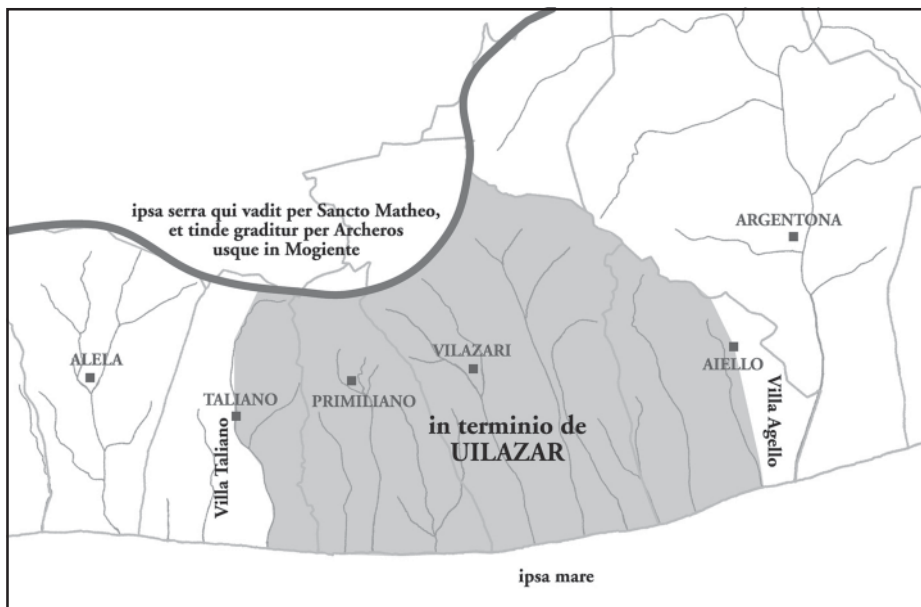 ipsa serra qui vadit per Sancto Matheo,
et tinde graditur per Archeros
usque in Mogiente
ARGENTONA
ALELA
TALIANO
PRIMILIANO
VILAZARI
AIELLO
Villa Taliano
in terminio de
UILAZAR
Villa Agello
ipsa mare